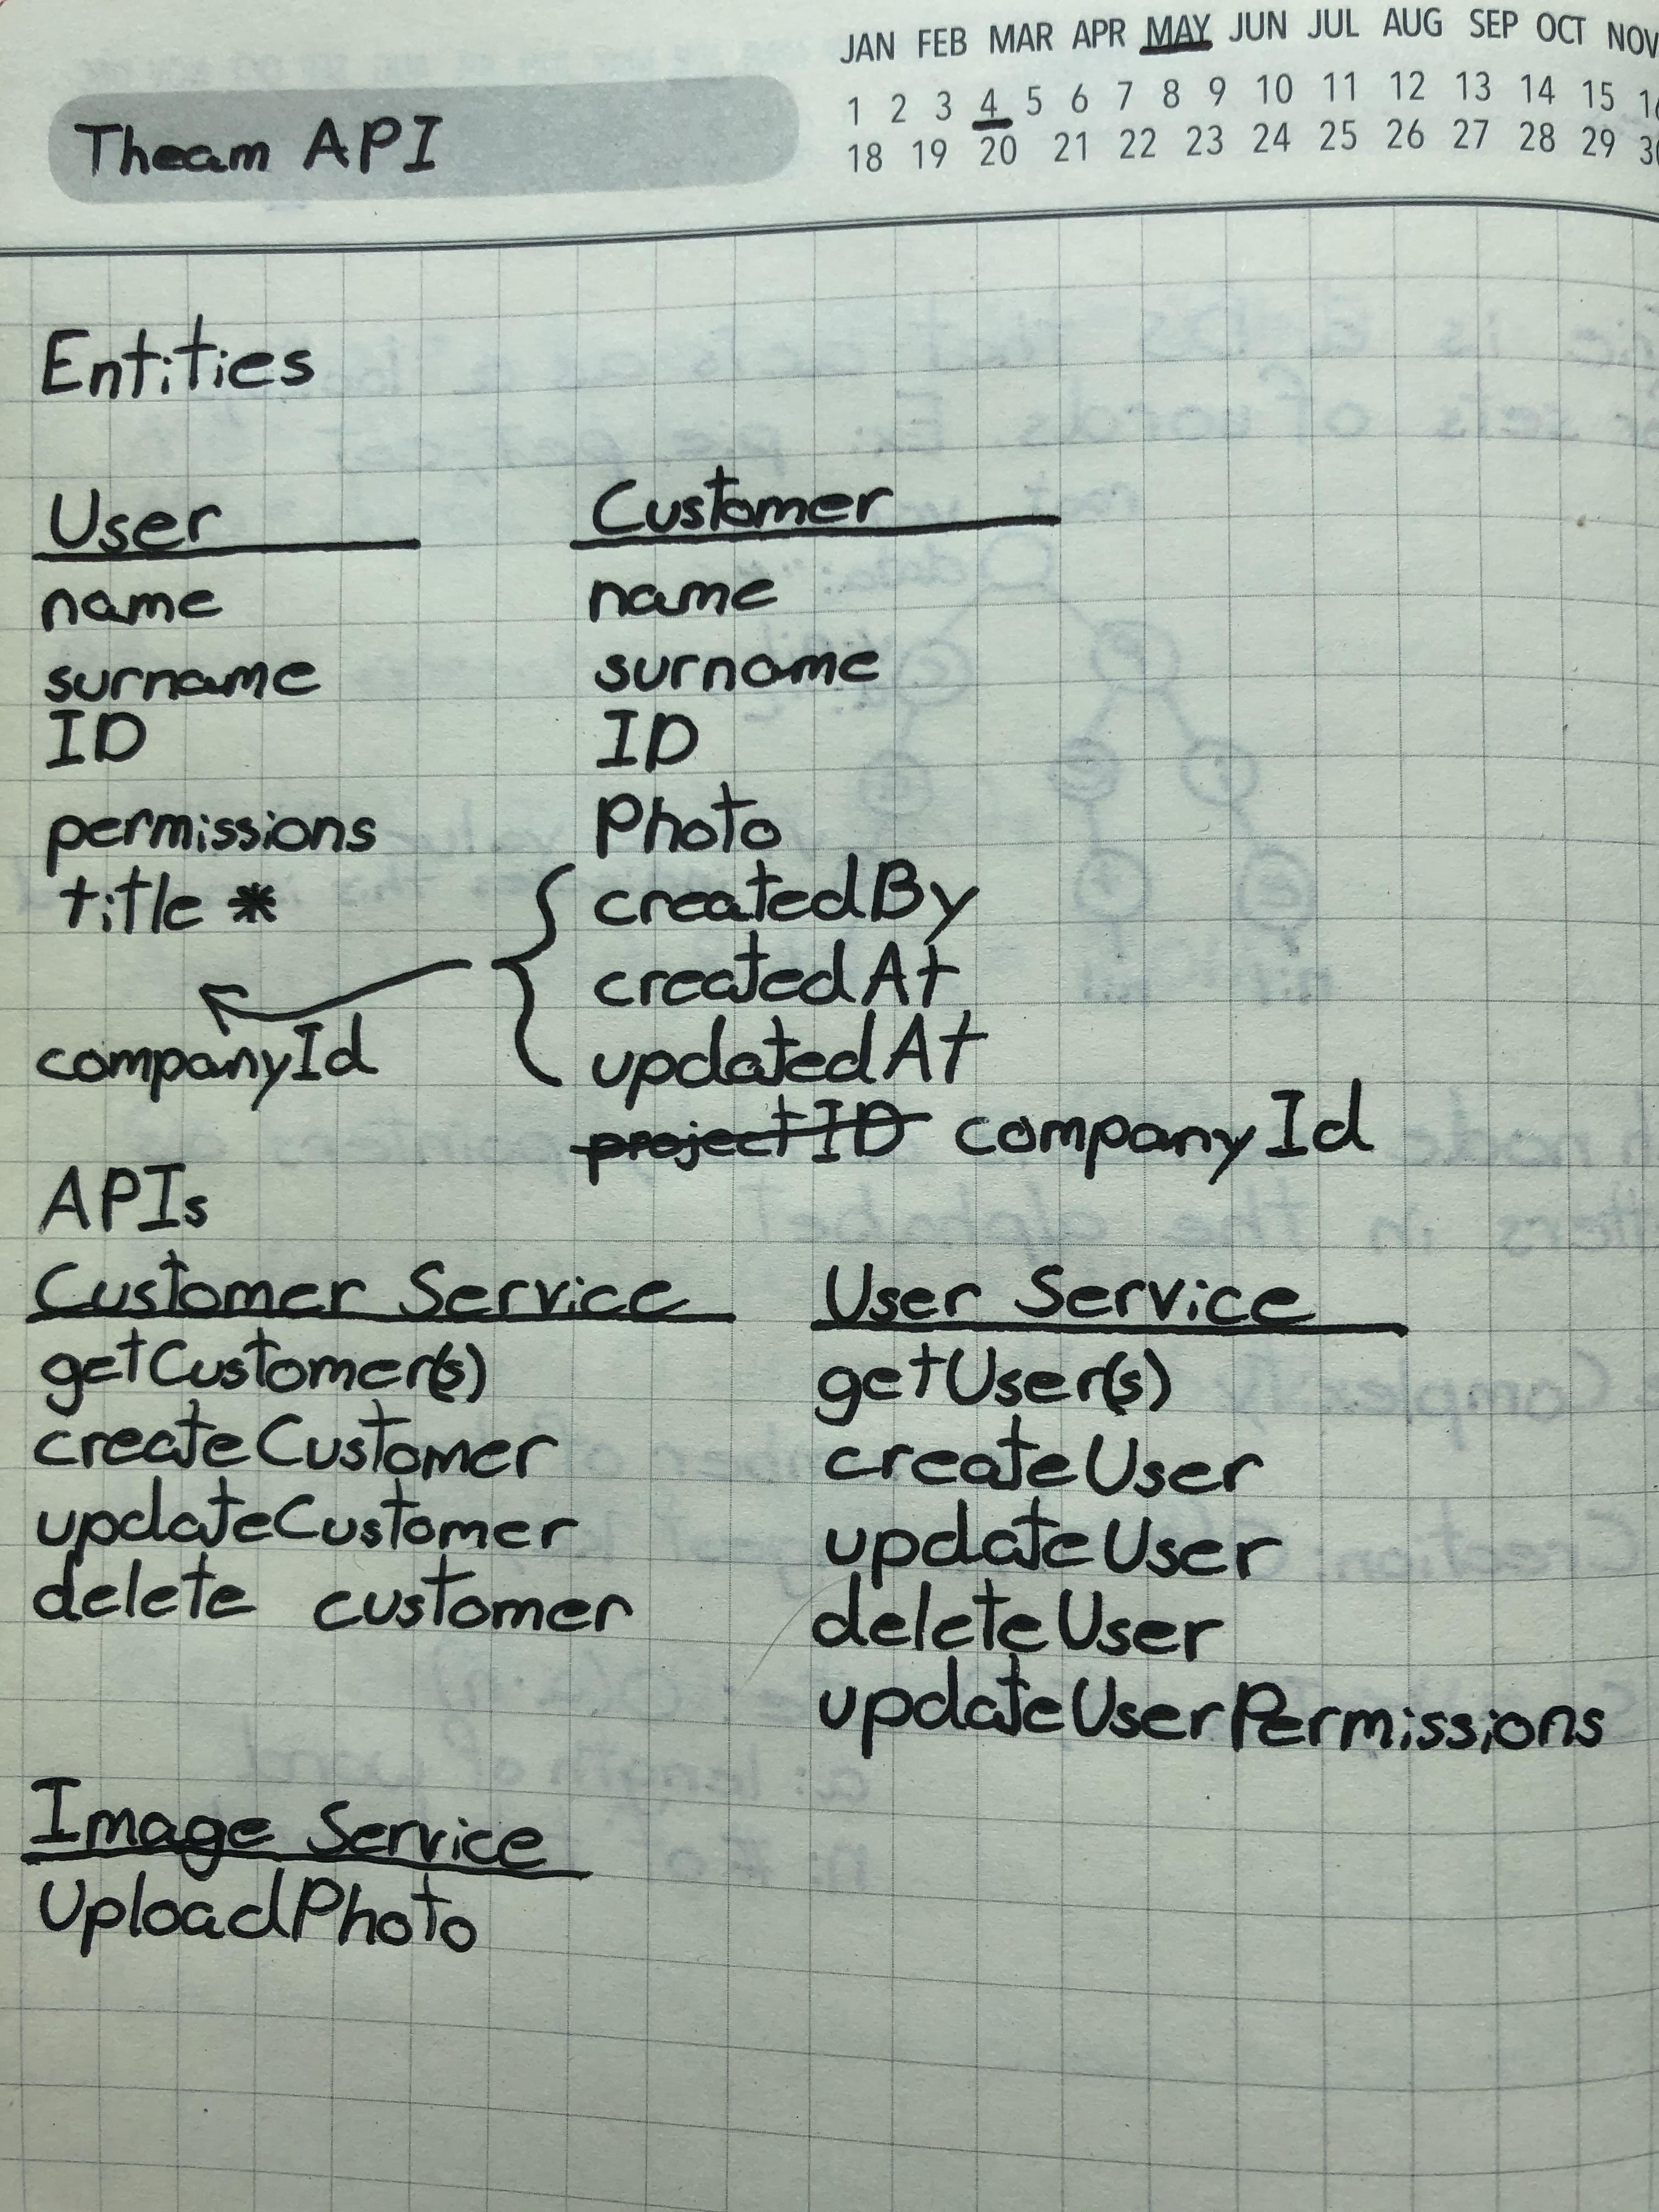 JAN FEB MAR APR MAY JUN JUL AUG SEP OCT NOV
1 2 3 4 5 6 7 8 9 10 11 12 13 14 15
18 19 20 21 22 23 24 25 26 27 28 29
Theam API
Entities
User
name
surname
ID
permissions
title *
companyId
Customer
name
surname
ID
Photo
createdBy
createdAt
updatedAt
projectID companyId
APIs
Customer Service
getCustomer(s)
createCustomer
updateCustomer
delete customer
User Service
getUser(s)
createUser
updateUser
deleteUser
updateUserPermissions
Image Service
UploadPhoto